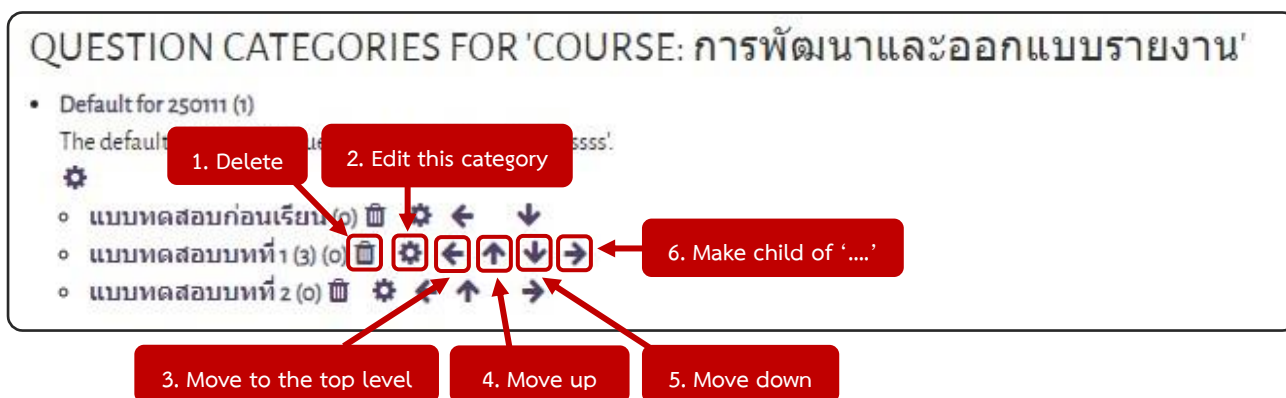 QUESTION CATEGORIES FOR 'COURSE: การพัฒนาและออกแบบรายงาน'
Default for 250111 (1)
The default ssss'.
1. Delete
2. Edit this category
แบบทดสอบก่อนเรียน (0)
แบบทดสอบบทที่ 1 (3) (0)
6. Make child of ‘....’
แบบทดสอบบทที่ 2 (0)
3. Move to the top level
4. Move up
5. Move down